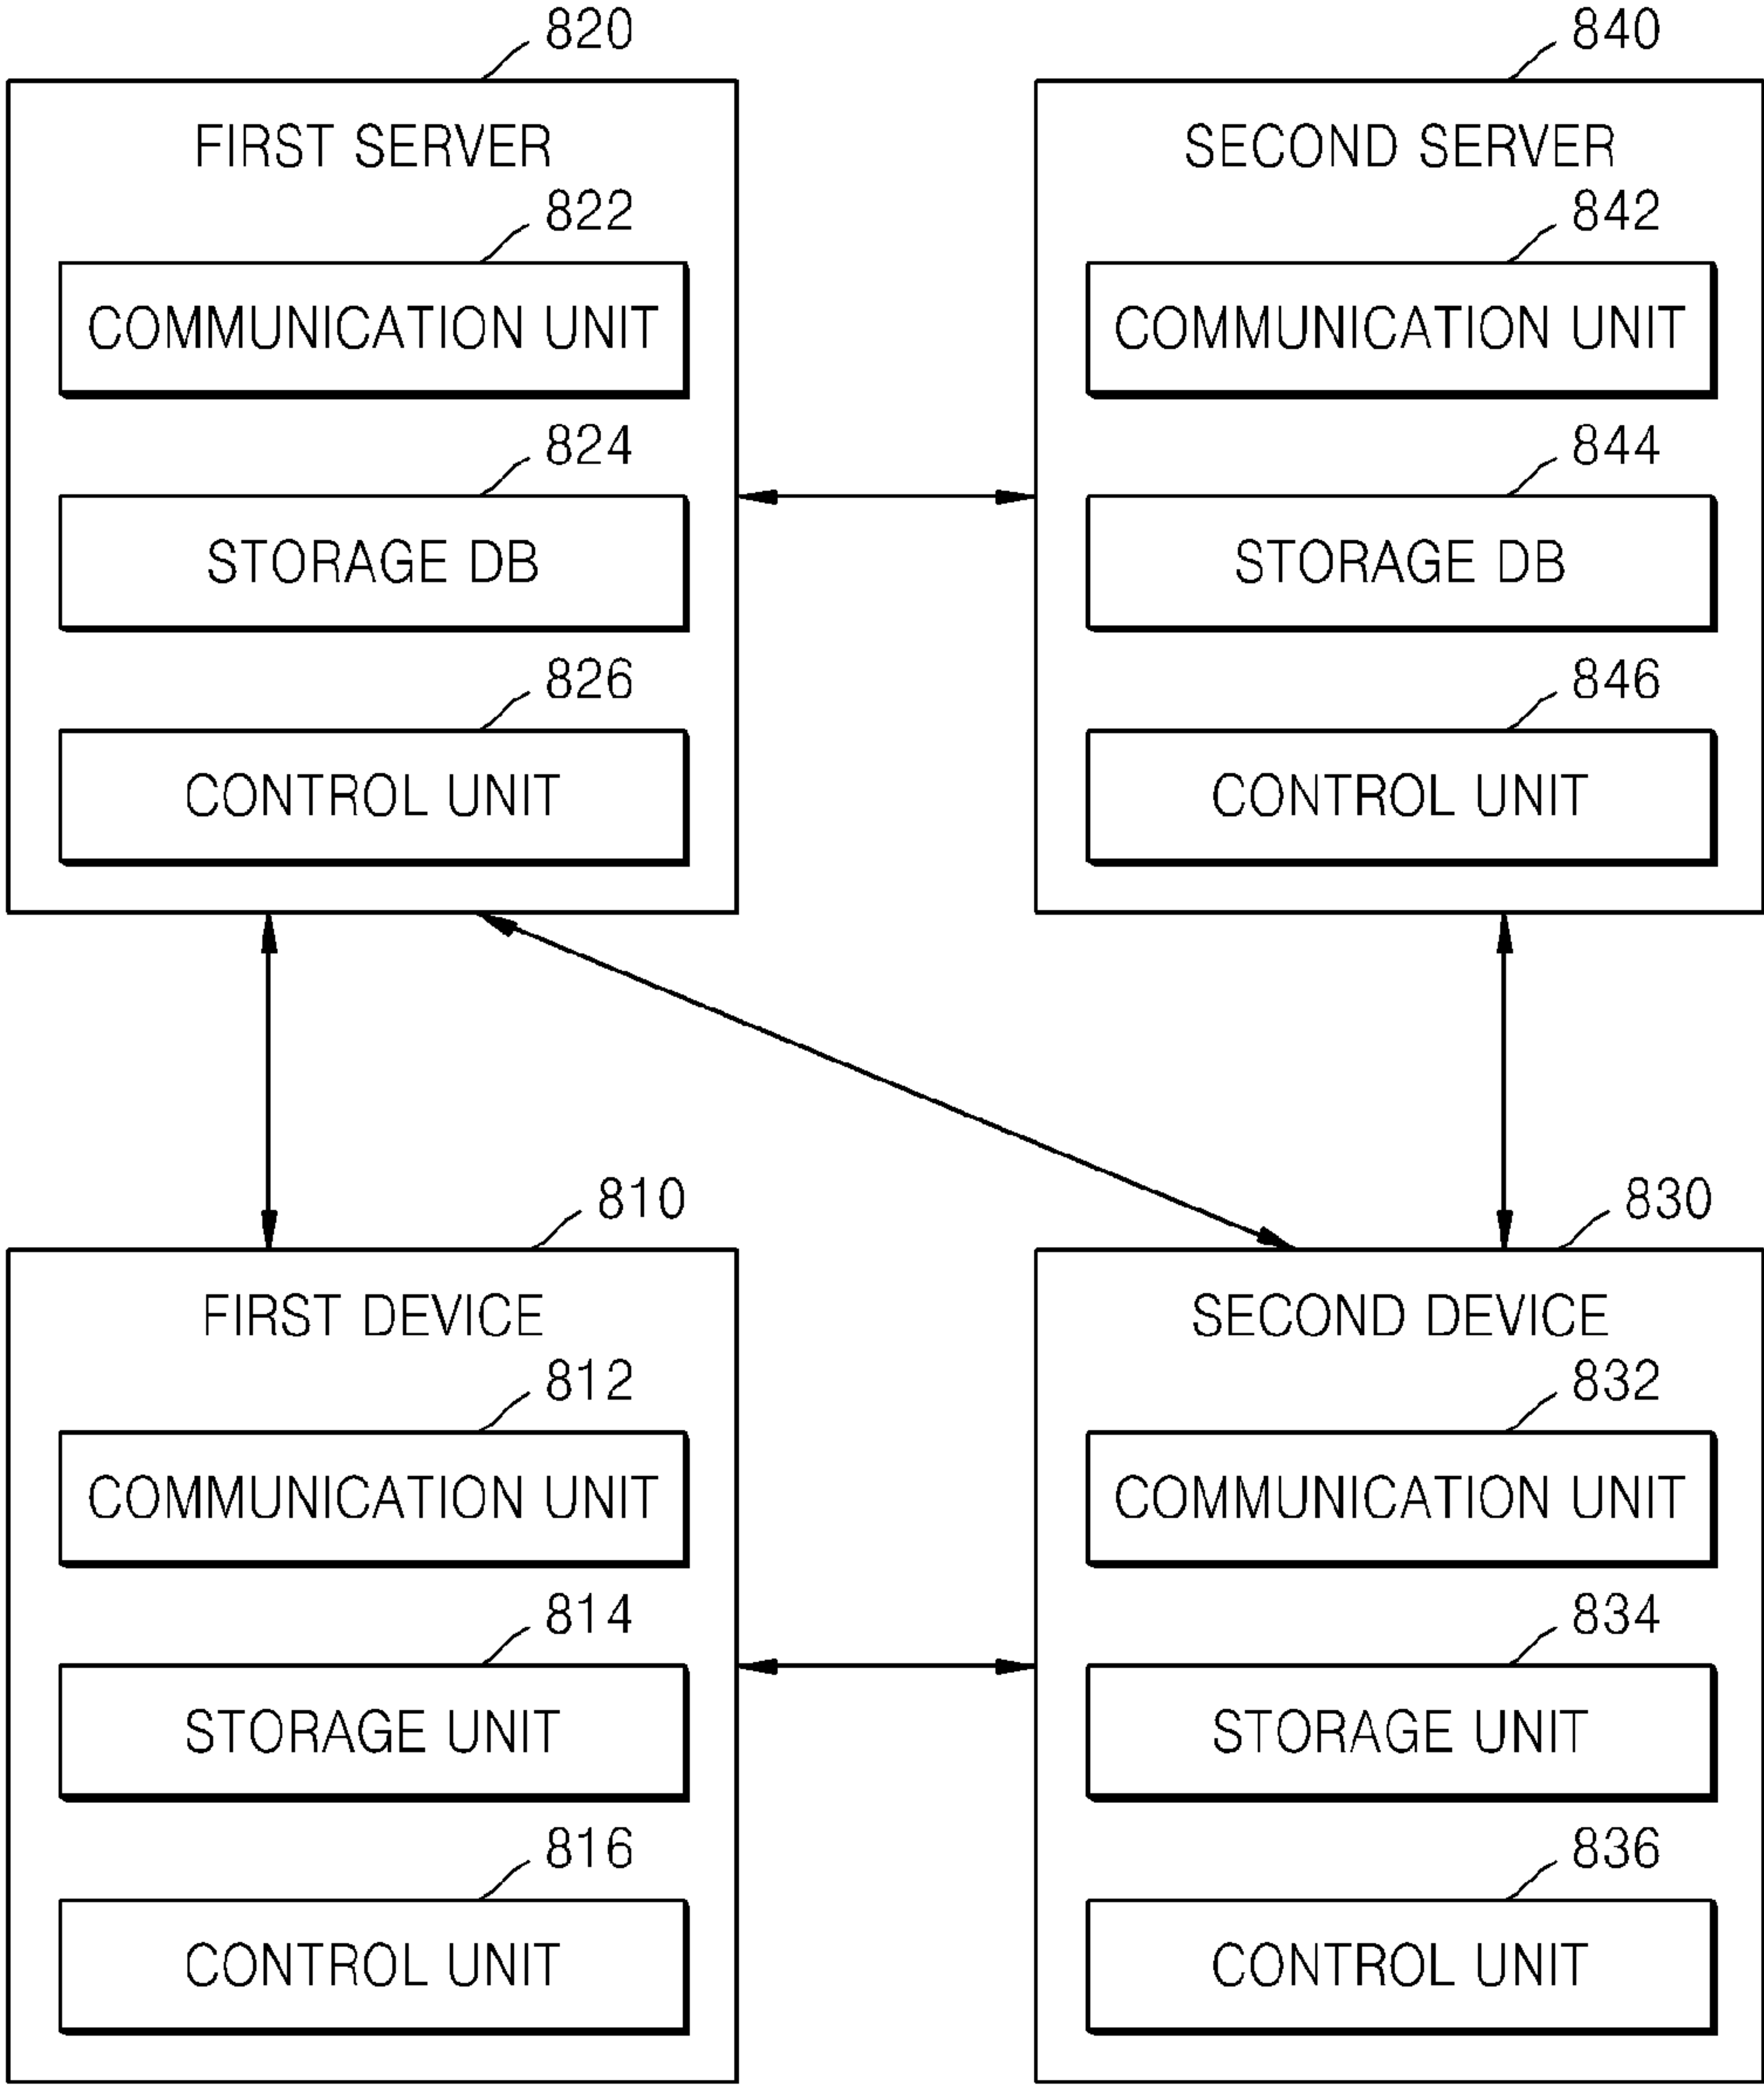 820
FIRST SERVER
822
COMMUNICATION UNIT
824
STORAGE DB
826
CONTROL UNIT
840
SECOND SERVER
842
COMMUNICATION UNIT
844
STORAGE DB
846
CONTROL UNIT
810
FIRST DEVICE
812
COMMUNICATION UNIT
814
STORAGE UNIT
816
CONTROL UNIT
830
SECOND DEVICE
832
COMMUNICATION UNIT
834
STORAGE UNIT
836
CONTROL UNIT